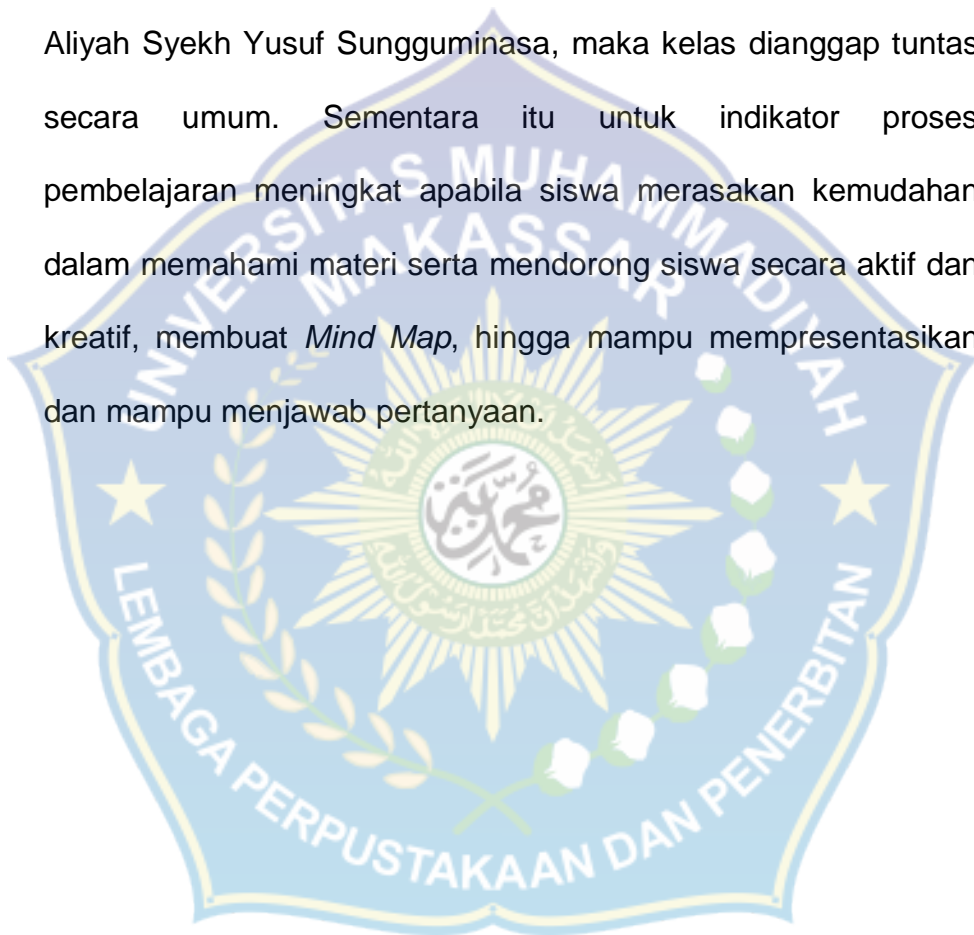 Aliyah Syekh Yusuf Sungguminasa, maka kelas dianggap tuntas
secara umum. Sementara itu untuk indikator proses
pembelajaran meningkat apabila siswa merasakan kemudahan
dalam memahami materi serta mendorong siswa secara aktif dan
kreatif, membuat Mind Map, hingga mampu mempresentasikan
dan mampu menjawab pertanyaan.
UNIVERSITAS MUHAMMADIYAH
MAKASSAR
LEMBAGA PERPUSTAKAAN DAN PENERBITAN